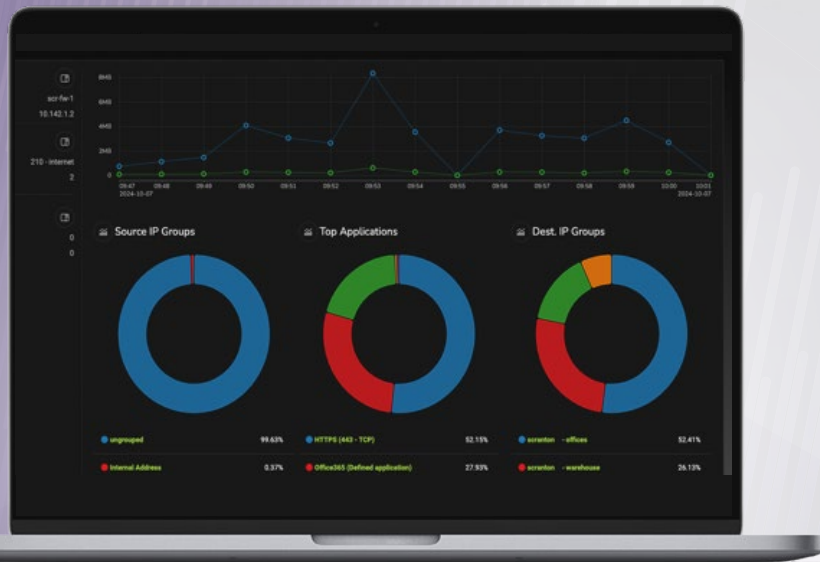 scr-fw-1
10.142.1.2
210 - internet
2
0
0
8MB
6MB
4MB
2MB
0
09:47 09:48 09:49 09:50 09:51 09:52 09:53 09:54 09:55 09:56 09:57 09:58 09:59 10:00 10:01
2024-10-07 2024-10-07
Source IP Groups
ungrouped 99.63%
Internal Address 0.37%
Top Applications
HTTPS (443 - TCP) 52.15%
Office365 (Defined application) 27.93%
Dest. IP Groups
scranton - offices 52.41%
scranton - warehouse 26.13%